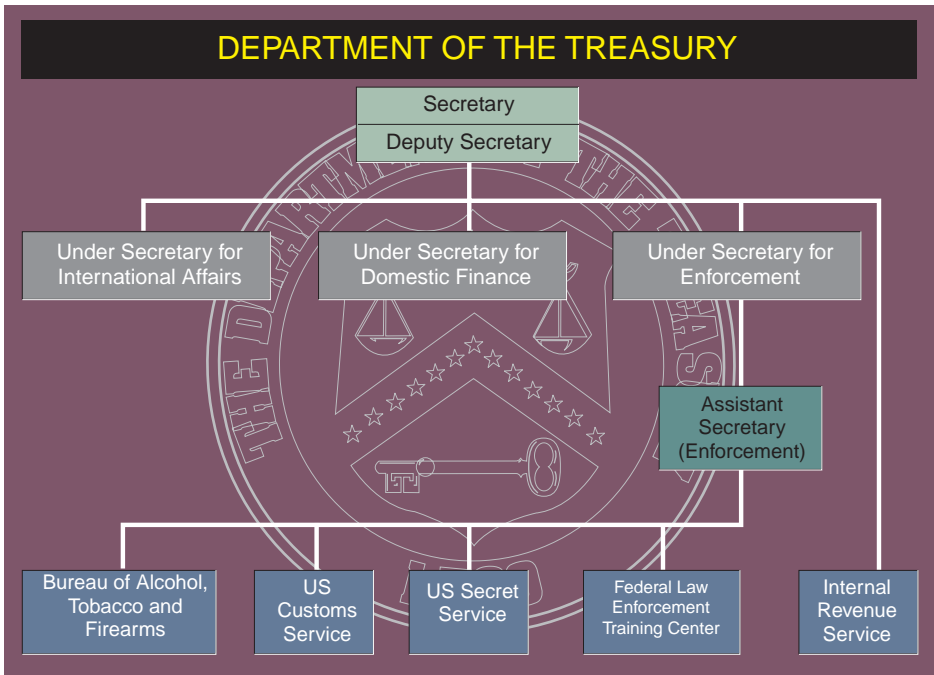 DEPARTMENT OF THE TREASURY
Secretary
Deputy Secretary
Under Secretary for
International Affairs
Under Secretary for
Domestic Finance
Under Secretary for
Enforcement
Assistant
Secretary
(Enforcement)
Bureau of Alcohol,
Tobacco and
Firearms
US
Customs
Service
US Secret
Service
Federal Law
Enforcement
Training Center
Internal
Revenue
Service